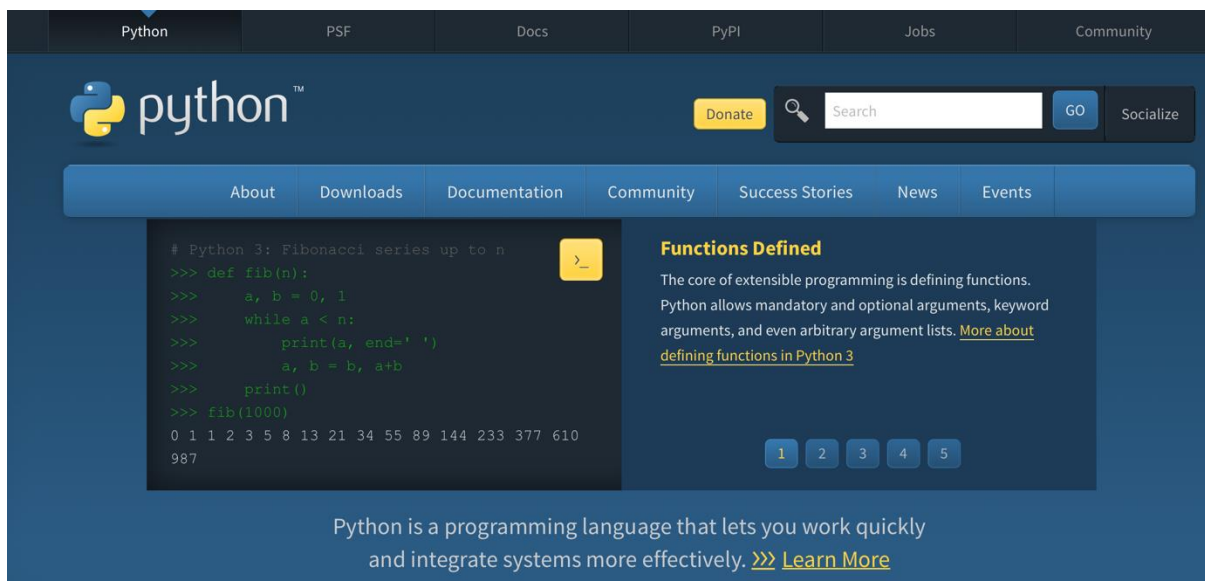 Python PSF Docs PyPI Jobs Community
python™
Donate Search GO Socialize
About Downloads Documentation Community Success Stories News Events
# Python 3: Fibonacci series up to n
>>> def fib(n):
>>>     a, b = 0, 1
>>>     while a < n:
>>>         print(a, end=' ')
>>>         a, b = b, a+b
>>>     print()
>>> fib(1000)
0 1 1 2 3 5 8 13 21 34 55 89 144 233 377 610
987
>_
Functions Defined
The core of extensible programming is defining functions.
Python allows mandatory and optional arguments, keyword
arguments, and even arbitrary argument lists. More about
defining functions in Python 3
1 2 3 4 5
Python is a programming language that lets you work quickly
and integrate systems more effectively. >>> Learn More